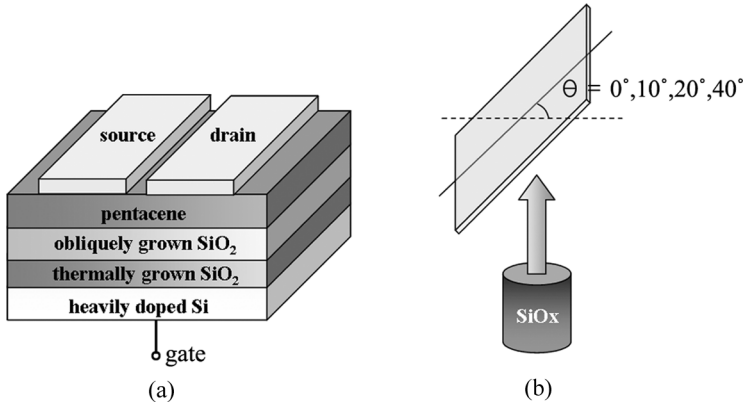 source drain
pentacene
obliquely grown SiO₂
thermally grown SiO₂
heavily doped Si
gate
(a)
Θ = 0°,10°,20°,40°
SiOx
(b)